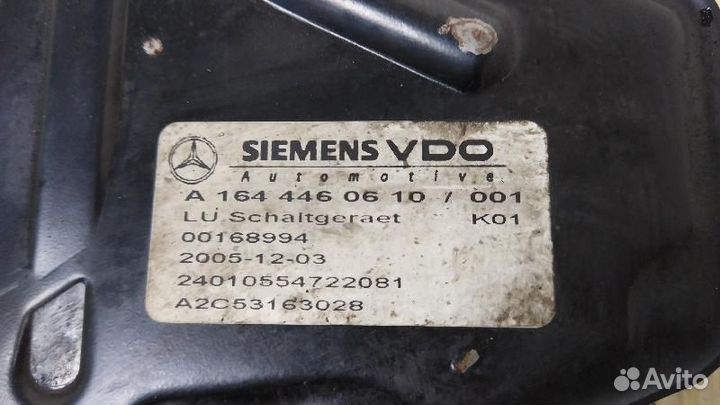 SIEMENS VDO
Automotive
A 164 446 06 10 / 001
LU Schaltgeraet K01
00168994
2005-12-03
24010554722081
A2C53163028
Avito